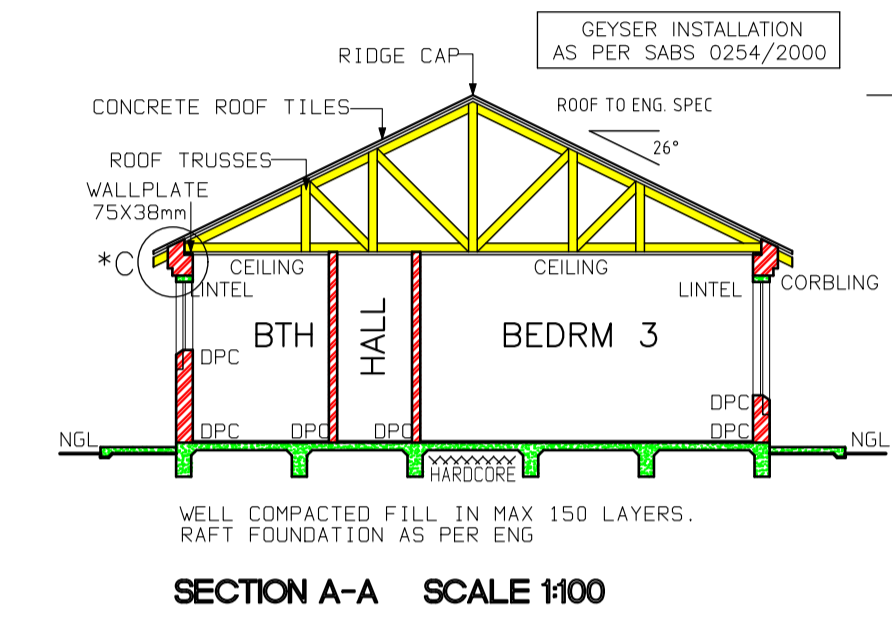 GEYSER INSTALLATION
AS PER SABS 0254/2000
RIDGE CAP
CONCRETE ROOF TILES
ROOF TO ENG. SPEC
26°
ROOF TRUSSES
WALLPLATE
75X38mm
*C
CEILING
CEILING
LINTEL
LINTEL
CORBLING
BTH
HALL
BEDRM 3
DPC
DPC
DPC
DPC
DPC
DPC
NGL
NGL
HARDCORE
WELL COMPACTED FILL IN MAX 150 LAYERS.
RAFT FOUNDATION AS PER ENG
SECTION A-A SCALE 1:100